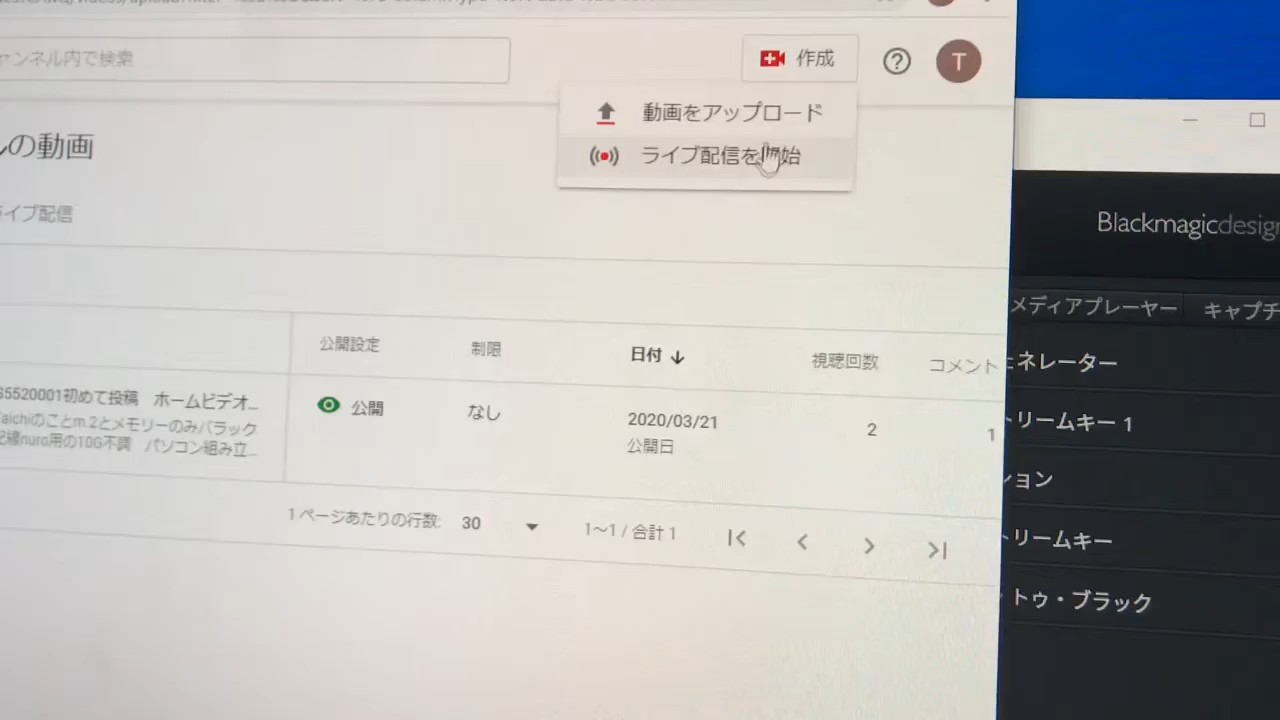 ャンネル内で検索
作成
T
動画をアップロード
ライブ配信を開始
の動画
イブ配信
Blackmagicdesign
メディアプレーヤー
キャプチ
公開設定
制限
日付
視聴回数
コメント
ネレーター
S5520001初めて投稿 ホームビデオ...
aichiのことm.2とメモリーのみバラック
nuro用の10G不調 パソコン組み立...
公開
なし
2020/03/21
公開日
2
1
リームキー 1
ョン
1 ページあたりの行数:
30
1～1 / 合計 1
リームキー
トゥ・ブラック